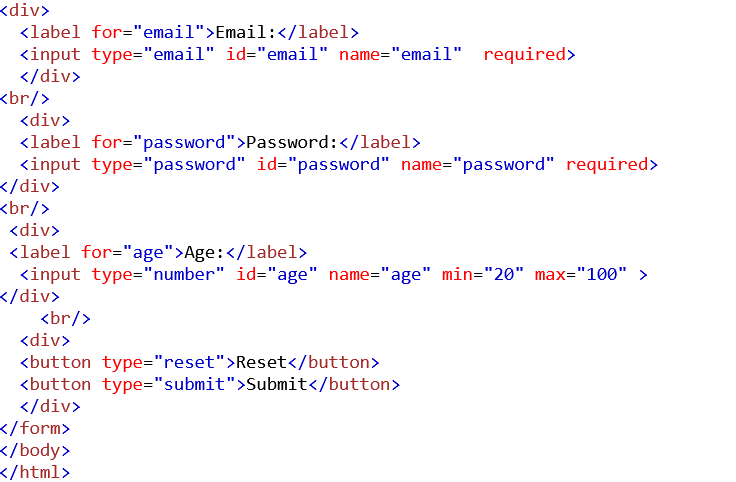 <div>
<label for="email">Email:</label>
<input type="email" id="email" name="email"  required>
</div>
<br/>
<div>
<label for="password">Password:</label>
<input type="password" id="password" name="password" required>
</div>
<br/>
<div>
<label for="age">Age:</label>
<input type="number" id="age" name="age" min="20" max="100" >
</div>
<br/>
<div>
<button type="reset">Reset</button>
<button type="submit">Submit</button>
</div>
</form>
</body>
</html>